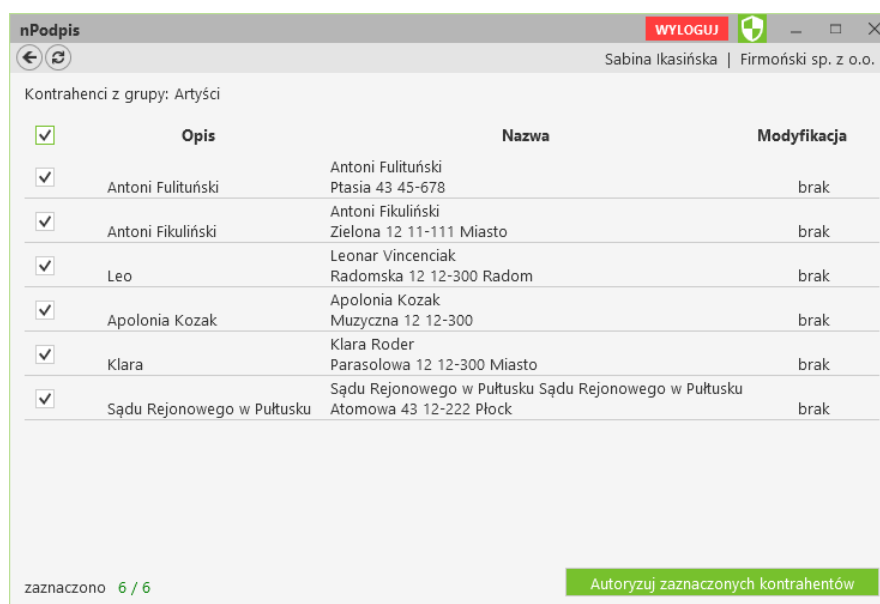 nPodpis WYLOGUJ
Sabina Ikasińska | Firmoński sp. z o.o.
Kontrahenci z grupy: Artyści
Opis Nazwa Modyfikacja
Antoni Fulituński
Antoni Fulituński Ptasia 43 45-678 brak
Antoni Fikuliński
Antoni Fikuliński Zielona 12 11-111 Miasto brak
Leonar Vincenciak
Leo Radomska 12 12-300 Radom brak
Apolonia Kozak
Apolonia Kozak Muzyczna 12 12-300 brak
Klara Roder
Klara Parasolowa 12 12-300 Miasto brak
Sądu Rejonowego w Pułtusku Sądu Rejonowego w Pułtusku
Sądu Rejonowego w Pułtusku Atomowa 43 12-222 Płock brak
zaznaczono 6 / 6 Autoryzuj zaznaczonych kontrahentów